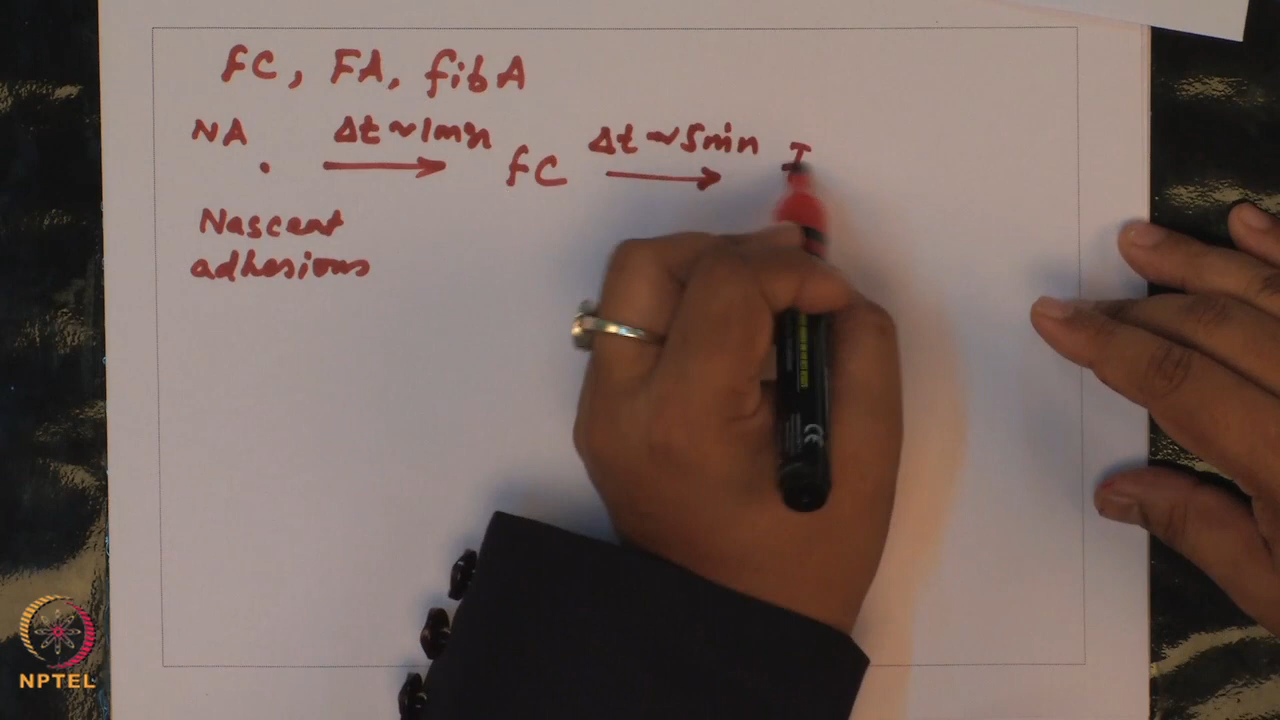 FC, FA, fibA
NA Δt ~ 1min Δt ~ 5min
FC
Nascent
adhesions
NPTEL